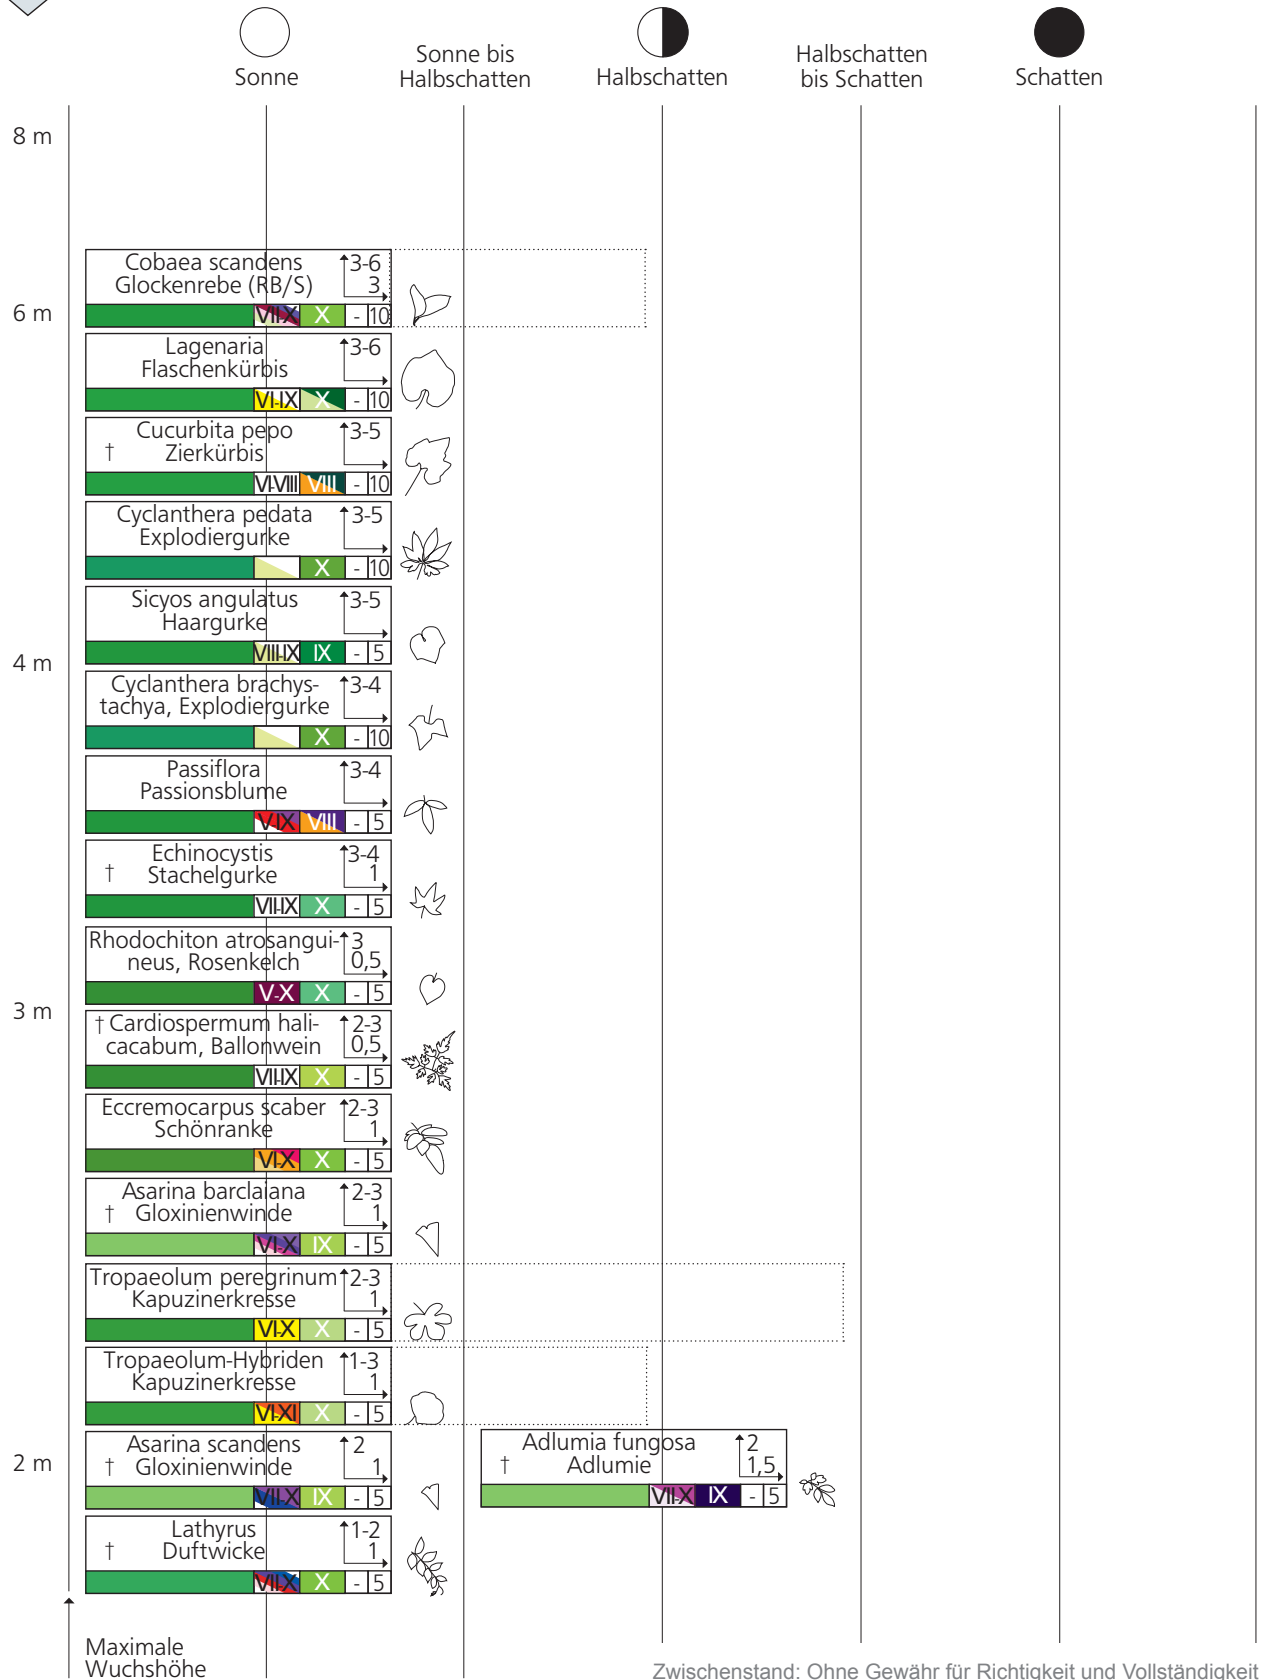 Sonne
Sonne bis
Halbschatten
Halbschatten
Halbschatten
bis Schatten
Schatten
8 m
6 m
4 m
3 m
2 m
Cobaea scandens
Glockenrebe (RB/S)
3-6
3
VII-X X - 10
Lagenaria
Flaschenkürbis
3-6
VI-IX X - 10
Cucurbita pepo
† Zierkürbis
3-5
VI-VIII VIII - 10
Cyclanthera pedata
Explodiergurke
3-5
X - 10
Sicyos angulatus
Haargurke
3-5
VIII-IX IX - 5
Cyclanthera brachys-
tachya, Explodiergurke
3-4
X - 10
Passiflora
Passionsblume
3-4
V-IX VIII - 5
Echinocystis
† Stachelgurke
3-4
1
VII-IX X - 5
Rhodochiton atrosangui-
neus, Rosenkelch
3
0,5
V-X X - 5
† Cardiospermum hali-
cacabum, Ballonwein
2-3
0,5
VII-IX X - 5
Eccremocarpus scaber
Schönranke
2-3
1
VI-X X - 5
Asarina barclaiana
† Gloxinienwinde
2-3
1
VI-X IX - 5
Tropaeolum peregrinum
Kapuzinerkresse
2-3
1
VI-X X - 5
Tropaeolum-Hybriden
Kapuzinerkresse
1-3
1
VI-XI X - 5
Asarina scandens
† Gloxinienwinde
2
1
VII-X IX - 5
Adlumia fungosa
† Adlumie
2
1,5
VII-X IX - 5
Lathyrus
† Duftwicke
1-2
1
VII-X X - 5
Maximale
Wuchshöhe
Zwischenstand: Ohne Gewähr für Richtigkeit und Vollständigkeit